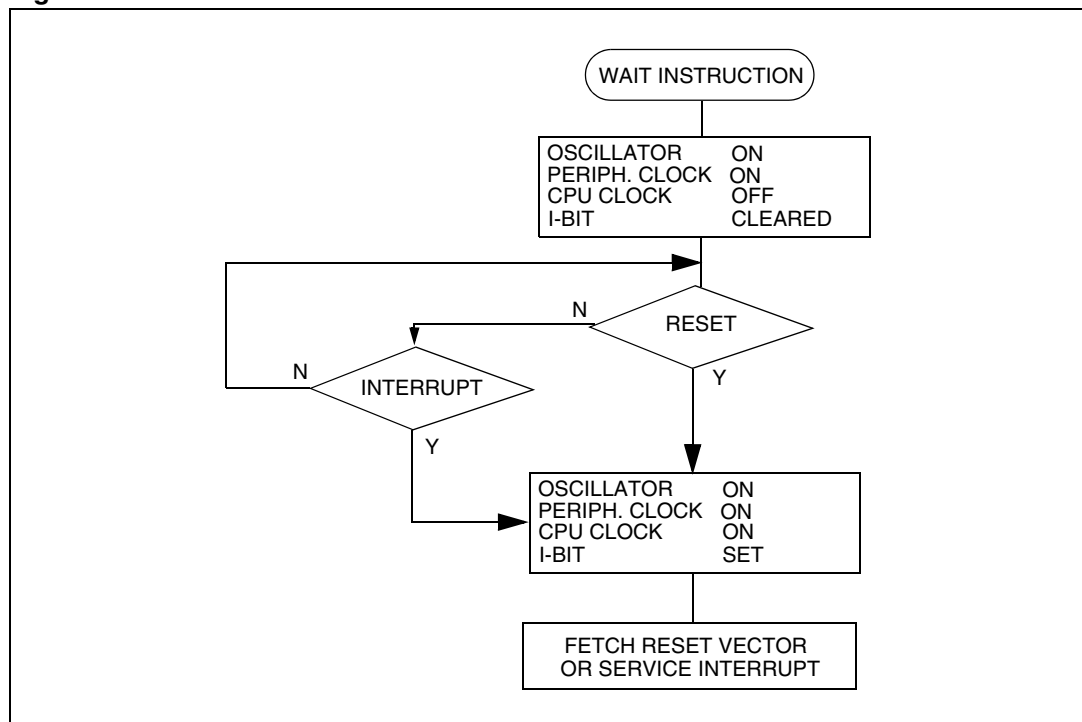 WAIT INSTRUCTION
OSCILLATOR ON
PERIPH. CLOCK ON
CPU CLOCK OFF
I-BIT CLEARED
N
RESET
Y
N
INTERRUPT
Y
OSCILLATOR ON
PERIPH. CLOCK ON
CPU CLOCK ON
I-BIT SET
FETCH RESET VECTOR
OR SERVICE INTERRUPT